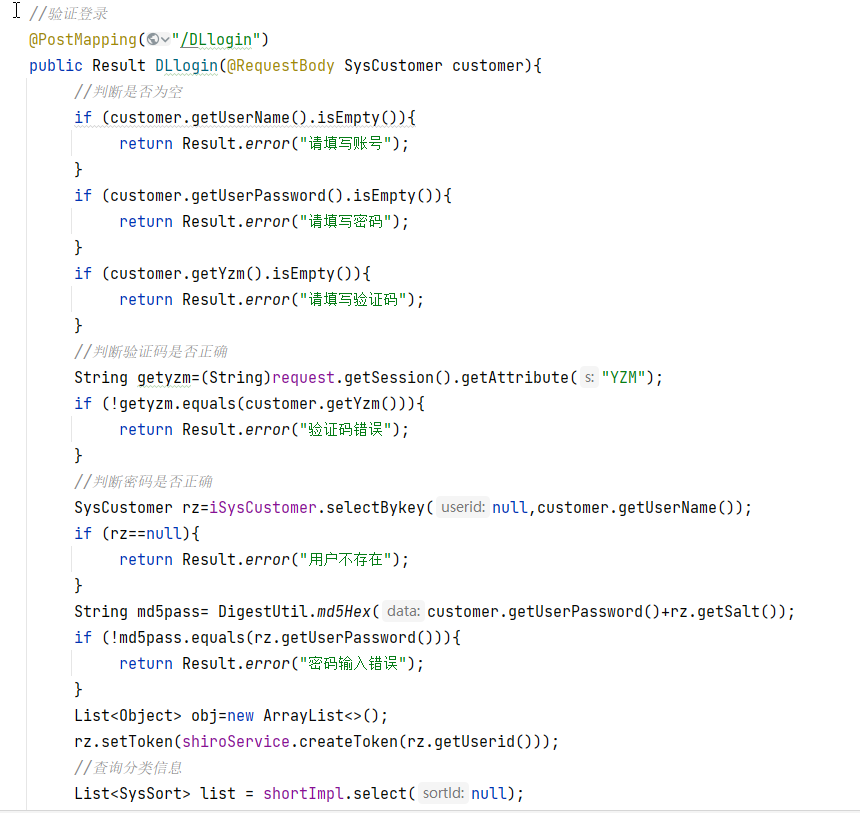 //验证登录
@PostMapping("/DLlogin")
public Result DLlogin(@RequestBody SysCustomer customer){
//判断是否为空
if (customer.getUserName().isEmpty()){
return Result.error("请填写账号");
}
if (customer.getUserPassword().isEmpty()){
return Result.error("请填写密码");
}
if (customer.getYzm().isEmpty()){
return Result.error("请填写验证码");
}
//判断验证码是否正确
String getyzm=(String)request.getSession().getAttribute( s: "YZM");
if (!getyzm.equals(customer.getYzm())){
return Result.error("验证码错误");
}
//判断密码是否正确
SysCustomer rz=iSysCustomer.selectBykey( userid: null,customer.getUserName());
if (rz==null){
return Result.error("用户不存在");
}
String md5pass= DigestUtil.md5Hex( data: customer.getUserPassword()+rz.getSalt());
if (!md5pass.equals(rz.getUserPassword())){
return Result.error("密码输入错误");
}
List<Object> obj=new ArrayList<>();
rz.setToken(shiroService.createToken(rz.getUserid()));
//查询分类信息
List<SysSort> list = shortImpl.select( sortId: null);